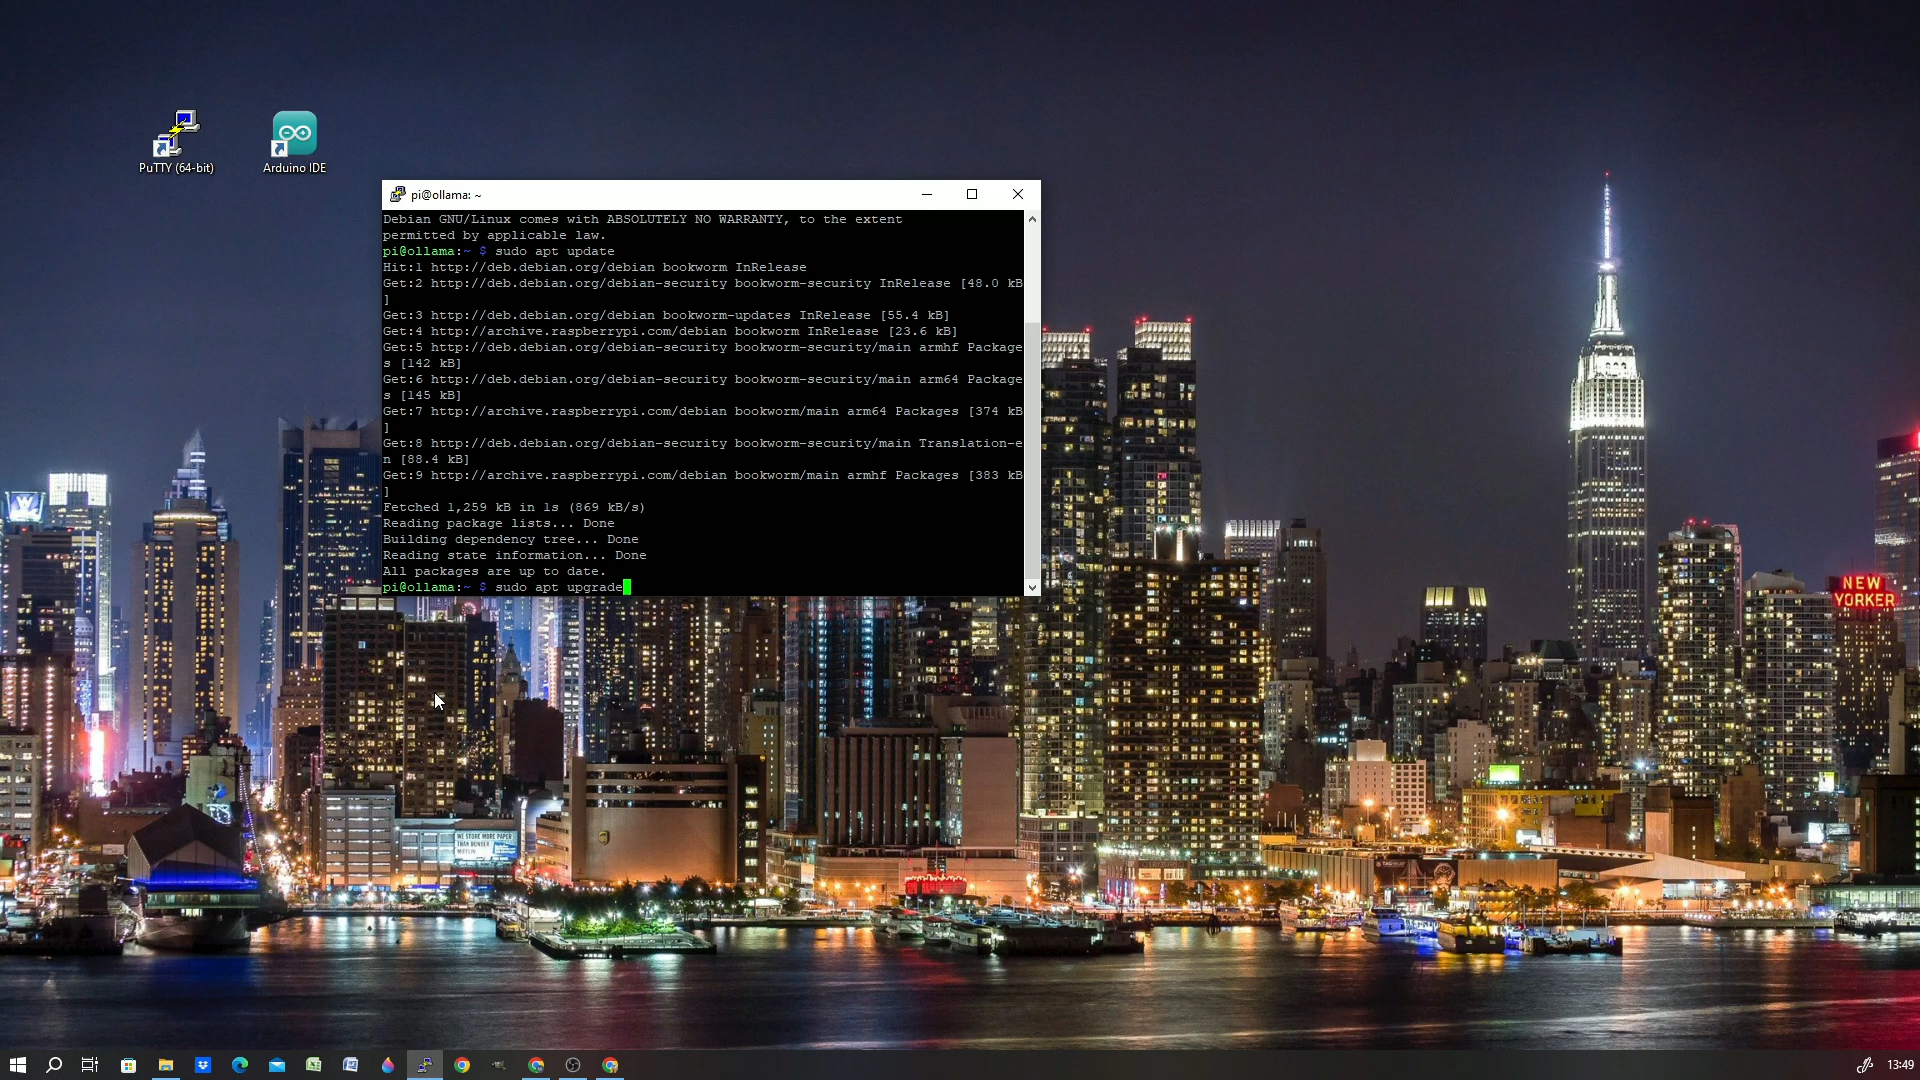 PuTTY (64-bit)
Arduino IDE
pi@ollama: ~
Debian GNU/Linux comes with ABSOLUTELY NO WARRANTY, to the extent
permitted by applicable law.
pi@ollama:~ $ sudo apt update
Hit:1 http://deb.debian.org/debian bookworm InRelease
Get:2 http://deb.debian.org/debian-security bookworm-security InRelease [48.0 kB
]
Get:3 http://deb.debian.org/debian bookworm-updates InRelease [55.4 kB]
Get:4 http://archive.raspberrypi.com/debian bookworm InRelease [23.6 kB]
Get:5 http://deb.debian.org/debian-security bookworm-security/main armhf Package
s [142 kB]
Get:6 http://deb.debian.org/debian-security bookworm-security/main arm64 Package
s [145 kB]
Get:7 http://archive.raspberrypi.com/debian bookworm/main arm64 Packages [374 kB
]
Get:8 http://deb.debian.org/debian-security bookworm-security/main Translation-e
n [88.4 kB]
Get:9 http://archive.raspberrypi.com/debian bookworm/main armhf Packages [383 kB
]
Fetched 1,259 kB in 1s (869 kB/s)
Reading package lists... Done
Building dependency tree... Done
Reading state information... Done
All packages are up to date.
pi@ollama:~ $ sudo apt upgrade
W
NEW
YORKER
WE STORE MORE PAPER
THAN DUNDER
MIFFLIN
13:49